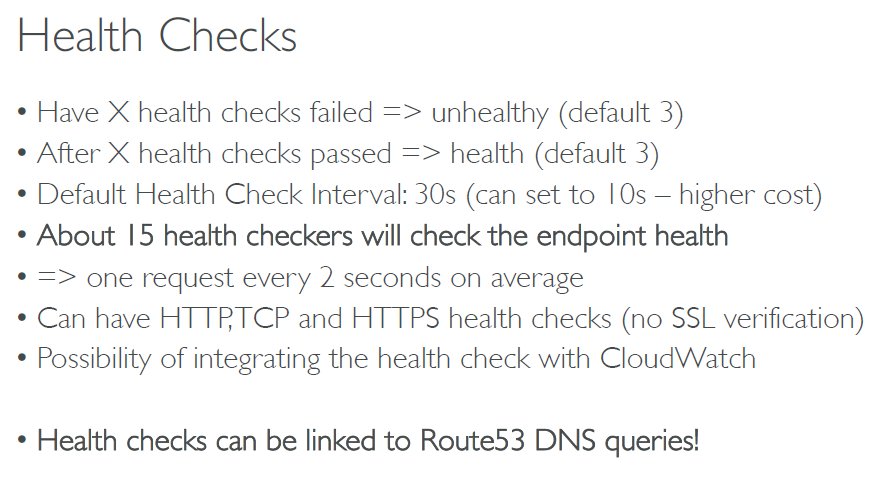 Health Checks
• Have X health checks failed => unhealthy (default 3)
• After X health checks passed => health (default 3)
• Default Health Check Interval: 30s (can set to 10s – higher cost)
• About 15 health checkers will check the endpoint health
• => one request every 2 seconds on average
• Can have HTTP,TCP and HTTPS health checks (no SSL verification)
• Possibility of integrating the health check with CloudWatch
• Health checks can be linked to Route53 DNS queries!